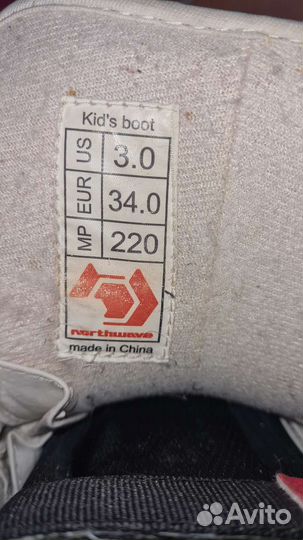 Kid's boot
US 3.0
EUR 34.0
MP 220
northwave
made in China
Avito